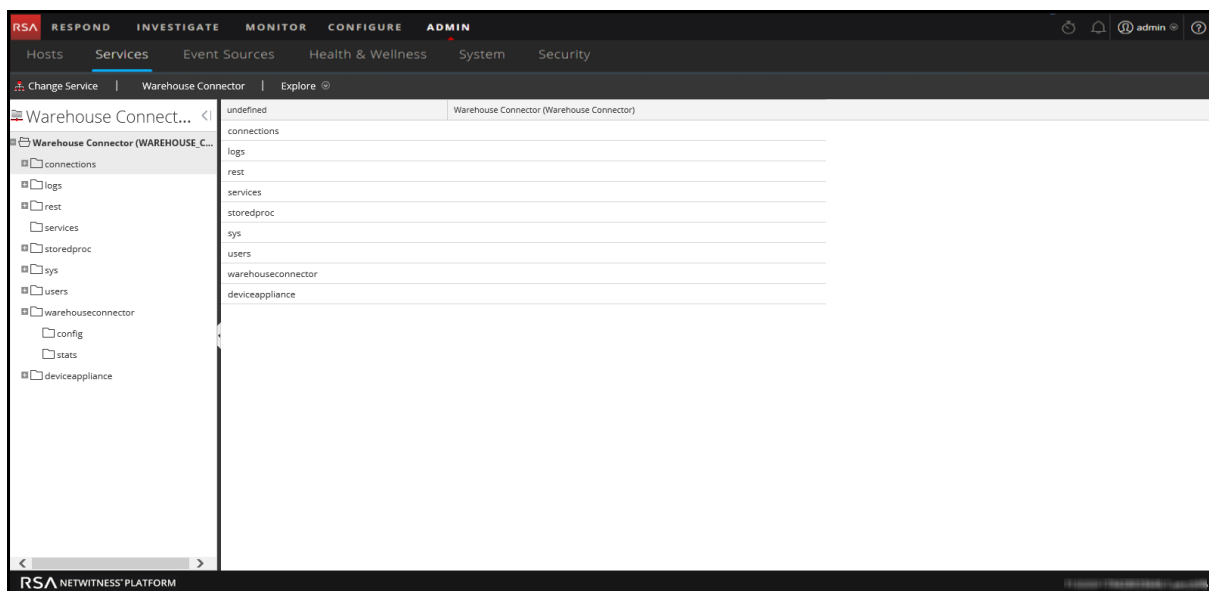 RSA RESPOND INVESTIGATE MONITOR CONFIGURE ADMIN admin
Hosts Services Event Sources Health & Wellness System Security
Change Service | Warehouse Connector | Explore
Warehouse Connect...
Warehouse Connector (WAREHOUSE_C...
connections
logs
rest
services
storedproc
sys
users
warehouseconnector
config
stats
deviceappliance
undefined Warehouse Connector (Warehouse Connector)
connections
logs
rest
services
storedproc
sys
users
warehouseconnector
deviceappliance
RSA NETWITNESS® PLATFORM